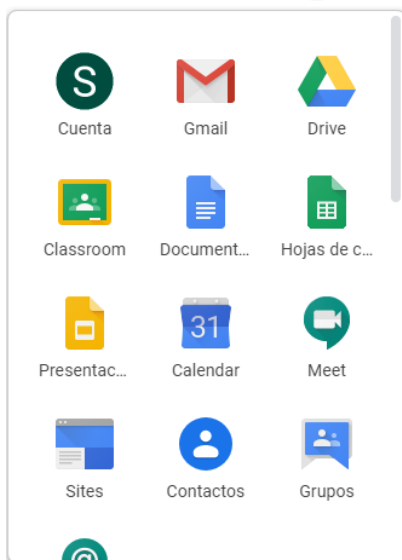 S
Cuenta Gmail Drive
Classroom Document... Hojas de c...
31
Presentac... Calendar Meet
Sites Contactos Grupos
@